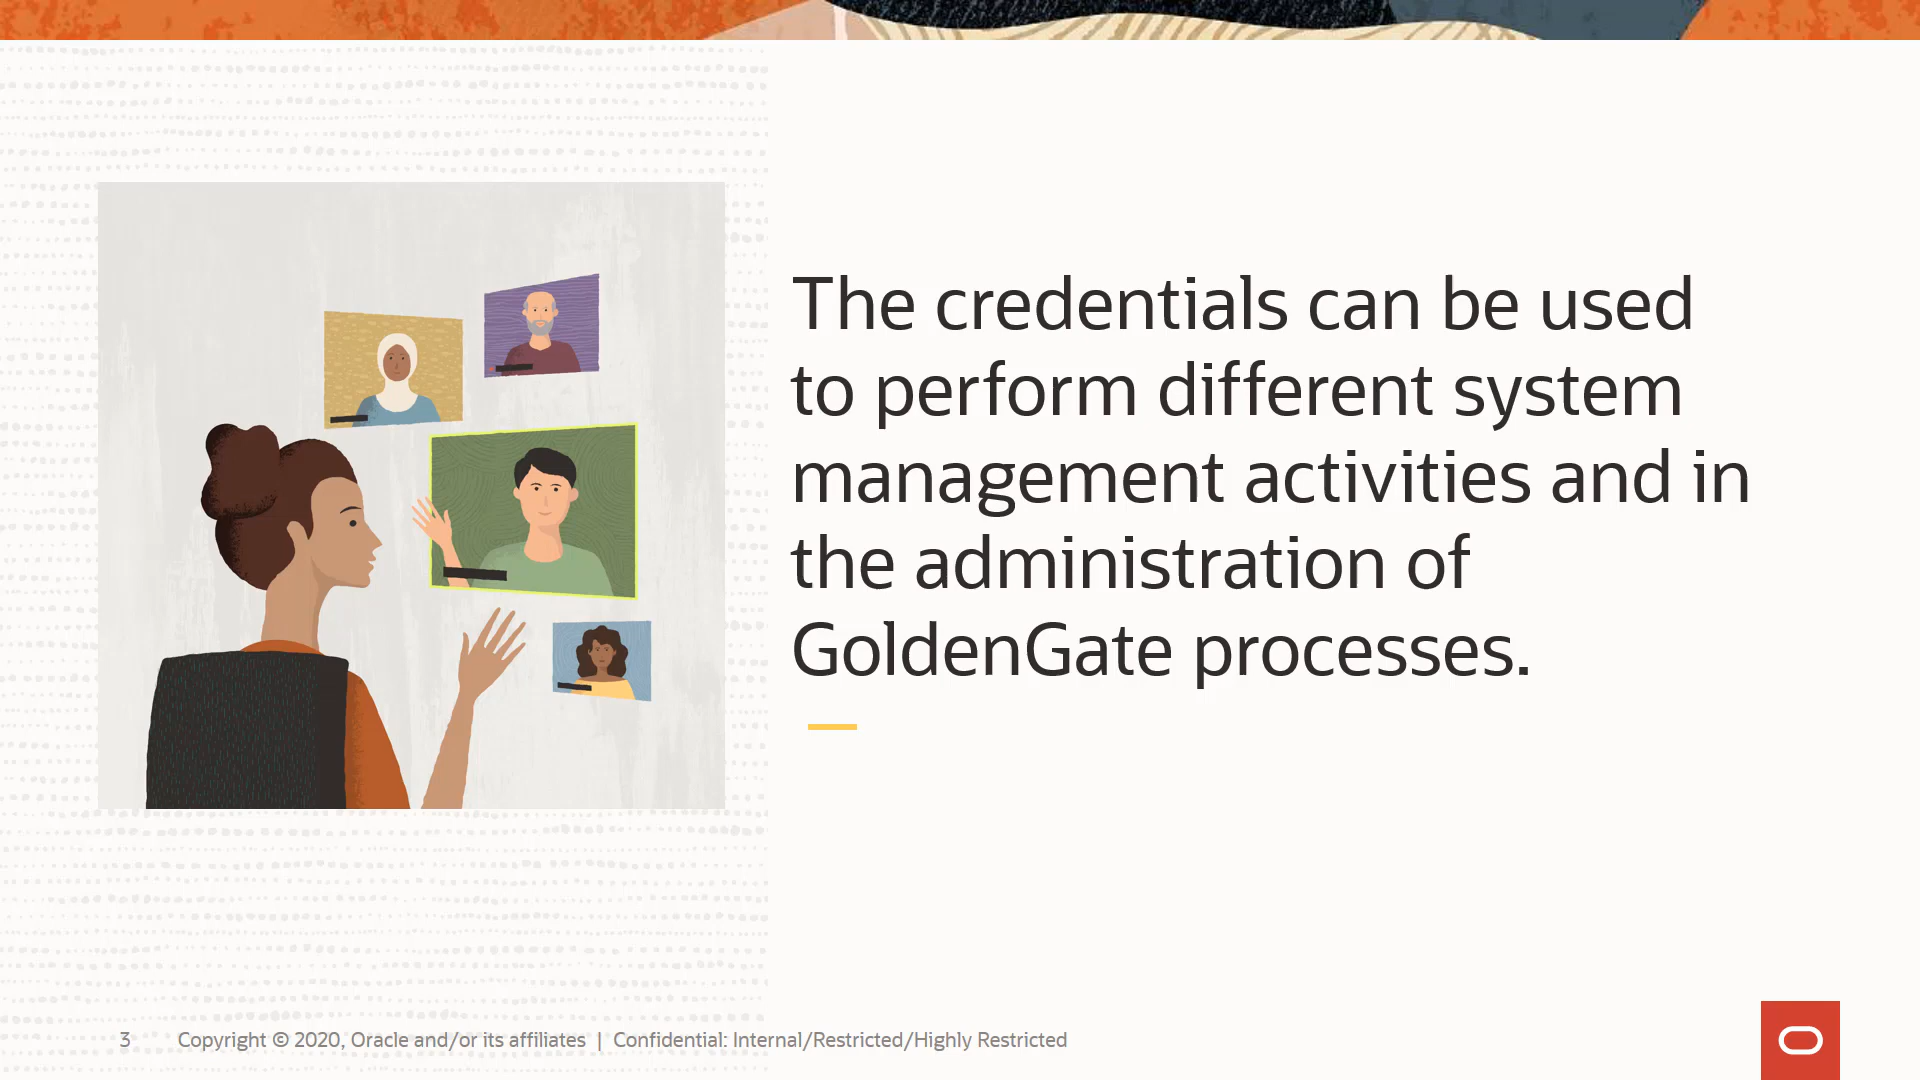 The credentials can be used
to perform different system
management activities and in
the administration of
GoldenGate processes.
3 Copyright © 2020, Oracle and/or its affiliates | Confidential: Internal/Restricted/Highly Restricted